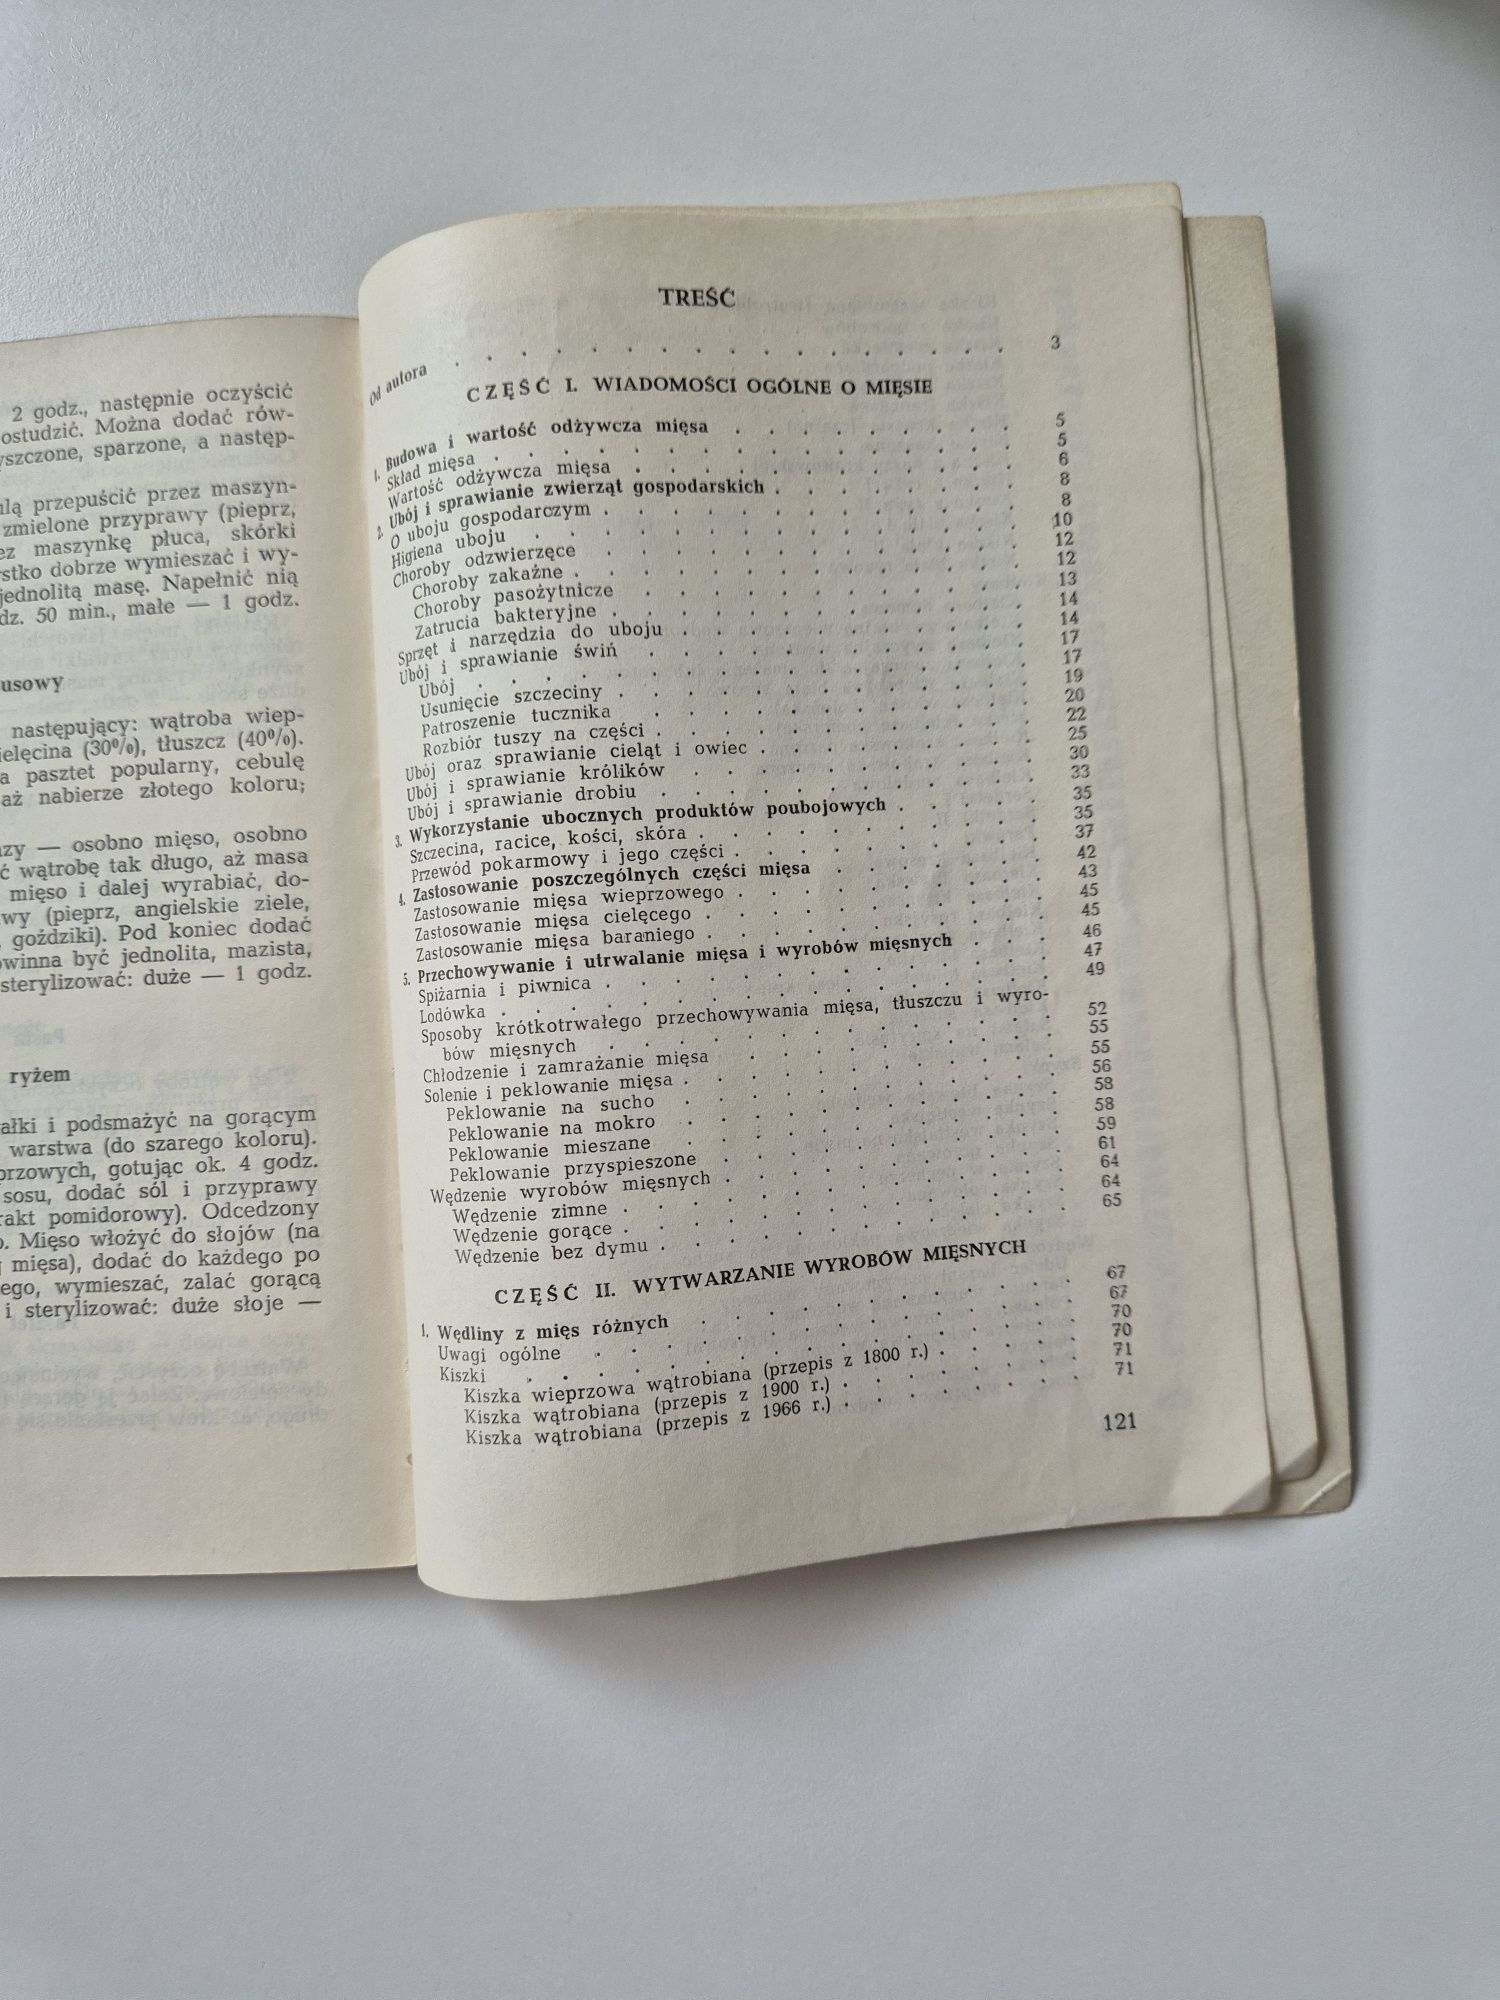 2 godz., następnie oczyścić
ostudzić. Można dodać rów-
yszczone, sparzone, a następ-
ulą przepuścić przez maszyn-
zmielone przyprawy (pieprz,
ez maszynkę płuca, skórki
stko dobrze wymieszać i wy-
jednolitą masę. Napełnić nią
dz. 50 min., małe — 1 godz.
usowy
następujący: wątroba wiep-
ielęcina (30%), tłuszcz (40%).
a pasztet popularny, cebulę
aż nabierze złotego koloru;
zy — osobno mięso, osobno
ć wątrobę tak długo, aż masa
mięso i dalej wyrabiać, do-
wy (pieprz, angielskie ziele,
, goździki). Pod koniec dodać
owinna być jednolita, mazista,
sterylizować: duże — 1 godz.
ryżem
ałki i podsmażyć na gorącym
warstwa (do szarego koloru).
przowych, gotując ok. 4 godz.
sosu, dodać sól i przyprawy
rakt pomidorowy). Odcedzony
o. Mięso włożyć do słojów (na
j mięsa), dodać do każdego po
ego, wymieszać, zalać gorącą
i sterylizować: duże słoje —
TREŚĆ
Od autora . . . . . 3
CZĘŚĆ I. WIADOMOŚCI OGÓLNE O MIĘSIE
1. Budowa i wartość odżywcza mięsa . . . . . 5
Skład mięsa . . . . . 5
Wartość odżywcza mięsa . . . . . 6
2. Ubój i sprawianie zwierząt gospodarskich . . . . . 8
O uboju gospodarczym . . . . . 8
Higiena uboju . . . . . 10
Choroby odzwierzęce . . . . . 12
Choroby zakaźne . . . . . 12
Choroby pasożytnicze . . . . . 13
Zatrucia bakteryjne . . . . . 14
Sprzęt i narzędzia do uboju . . . . . 14
Ubój i sprawianie świń . . . . . 17
Ubój . . . . . 17
Usunięcie szczeciny . . . . . 19
Patroszenie tucznika . . . . . 20
Rozbiór tuszy na części . . . . . 22
Ubój oraz sprawianie cieląt i owiec . . . . . 25
Ubój i sprawianie królików . . . . . 30
Ubój i sprawianie drobiu . . . . . 33
3. Wykorzystanie ubocznych produktów poubojowych . . . . . 35
Szczecina, racice, kości, skóra . . . . . 35
Przewód pokarmowy i jego części . . . . . 37
4. Zastosowanie poszczególnych części mięsa . . . . . 42
Zastosowanie mięsa wieprzowego . . . . . 43
Zastosowanie mięsa cielęcego . . . . . 45
Zastosowanie mięsa baraniego . . . . . 45
5. Przechowywanie i utrwalanie mięsa i wyrobów mięsnych . . . 46
Spiżarnia i piwnica . . . . . 47
Lodówka . . . . . 49
Sposoby krótkotrwałego przechowywania mięsa, tłuszczu i wyro-
bów mięsnych . . . . . 52
Chłodzenie i zamrażanie mięsa . . . . . 55
Solenie i peklowanie mięsa . . . . . 55
Peklowanie na sucho . . . . . 56
Peklowanie na mokro . . . . . 58
Peklowanie mieszane . . . . . 58
Peklowanie przyspieszone . . . . . 59
Wędzenie wyrobów mięsnych . . . . . 61
Wędzenie zimne . . . . . 64
Wędzenie gorące . . . . . 64
Wędzenie bez dymu . . . . . 65
CZĘŚĆ II. WYTWARZANIE WYROBÓW MIĘSNYCH
1. Wędliny z mięs różnych . . . . . 67
Uwagi ogólne . . . . . 67
Kiszki . . . . . 70
Kiszka wieprzowa wątrobiana (przepis z 1800 r.) . . . . . 70
Kiszka wątrobiana (przepis z 1900 r.) . . . . . 71
Kiszka wątrobiana (przepis z 1966 r.) . . . . . 71
121